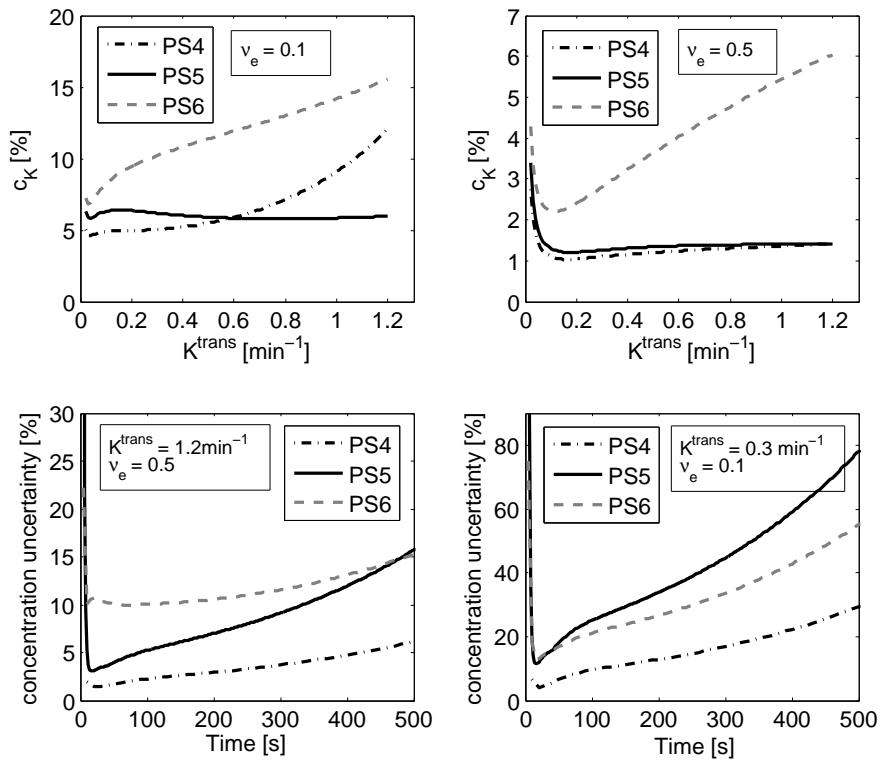 20
15
10
5
0
c_K [%]
PS4
PS5
PS6
ν_e = 0.1
0 0.2 0.4 0.6 0.8 1 1.2
K^trans [min^−1]
7
6
5
4
3
2
1
0
c_K [%]
ν_e = 0.5
PS4
PS5
PS6
0 0.2 0.4 0.6 0.8 1 1.2
K^trans [min^−1]
30
25
20
15
10
5
0
concentration uncertainty [%]
K^trans = 1.2min^−1
ν_e = 0.5
PS4
PS5
PS6
0 100 200 300 400 500
Time [s]
80
60
40
20
0
concentration uncertainty [%]
PS4
PS5
PS6
K^trans = 0.3 min^−1
ν_e = 0.1
0 100 200 300 400 500
Time [s]